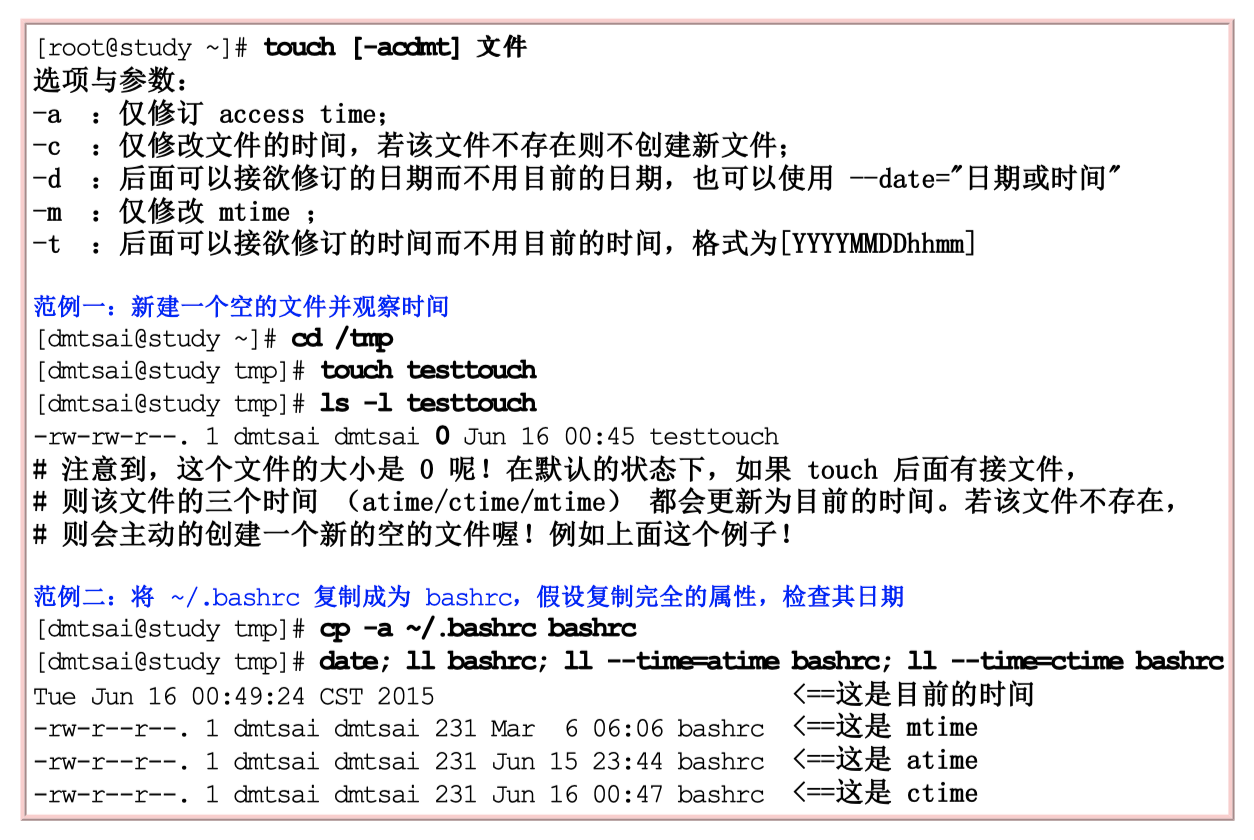 [root@study ~]# touch [-acdmt] 文件
选项与参数：
-a  ：仅修订 access time；
-c  ：仅修改文件的时间，若该文件不存在则不创建新文件；
-d  ：后面可以接欲修订的日期而不用目前的日期，也可以使用 --date="日期或时间"
-m  ：仅修改 mtime ；
-t  ：后面可以接欲修订的时间而不用目前的时间，格式为[YYYYMMDDhhmm]
范例一：新建一个空的文件并观察时间
[dmtsai@study ~]# cd /tmp
[dmtsai@study tmp]# touch testtouch
[dmtsai@study tmp]# ls -l testtouch
-rw-rw-r--. 1 dmtsai dmtsai 0 Jun 16 00:45 testtouch
# 注意到，这个文件的大小是 0 呢！在默认的状态下，如果 touch 后面有接文件，
# 则该文件的三个时间 （atime/ctime/mtime） 都会更新为目前的时间。若该文件不存在，
# 则会主动的创建一个新的空的文件喔！例如上面这个例子！
范例二：将 ~/.bashrc 复制成为 bashrc，假设复制完全的属性，检查其日期
[dmtsai@study tmp]# cp -a ~/.bashrc bashrc
[dmtsai@study tmp]# date; ll bashrc; ll --time=atime bashrc; ll --time=ctime bashrc
Tue Jun 16 00:49:24 CST 2015                         <==这是目前的时间
-rw-r--r--. 1 dmtsai dmtsai 231 Mar  6 06:06 bashrc  <==这是 mtime
-rw-r--r--. 1 dmtsai dmtsai 231 Jun 15 23:44 bashrc  <==这是 atime
-rw-r--r--. 1 dmtsai dmtsai 231 Jun 16 00:47 bashrc  <==这是 ctime